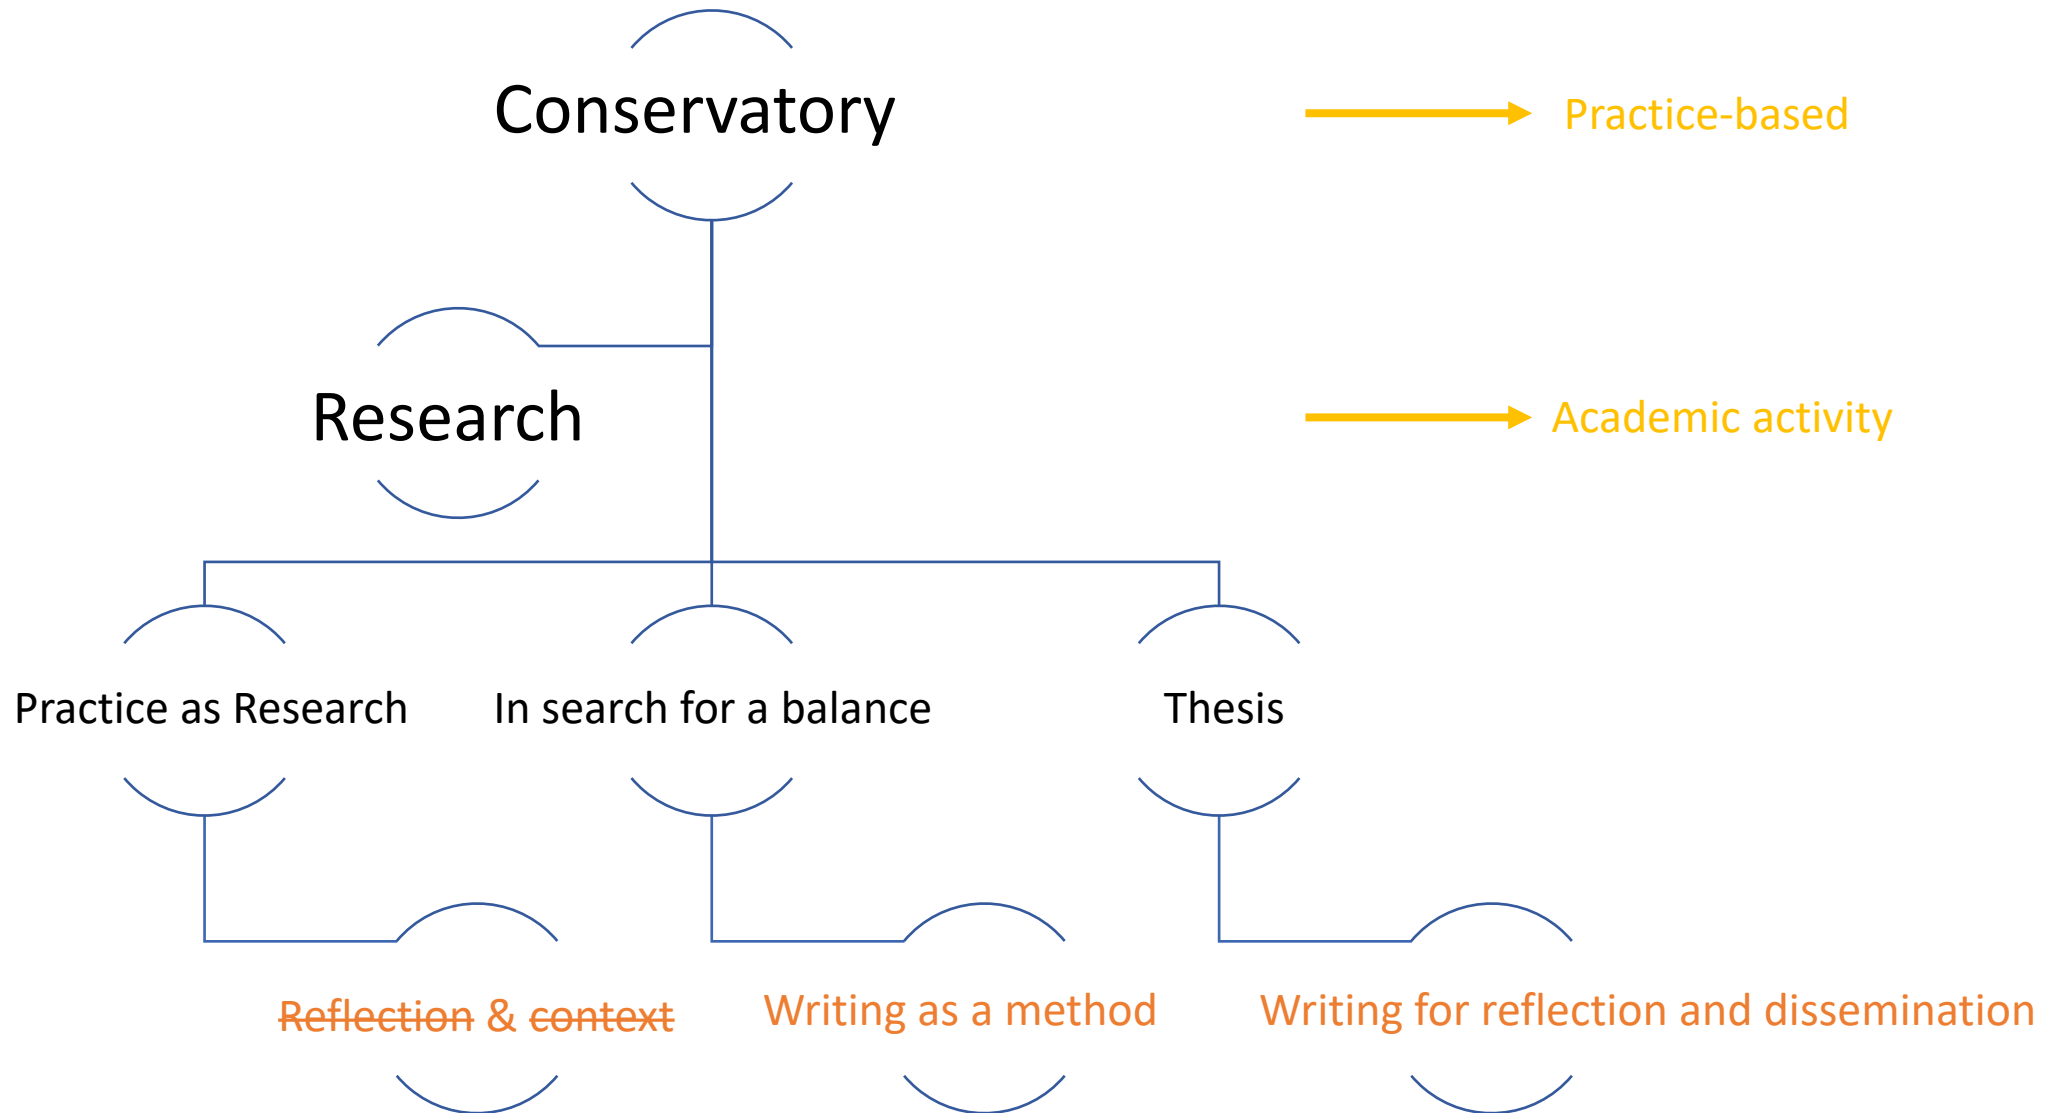 Conservatory
Practice-based
Research
Academic activity
Practice as Research
In search for a balance
Thesis
Reflection & context
Writing as a method
Writing for reflection and dissemination